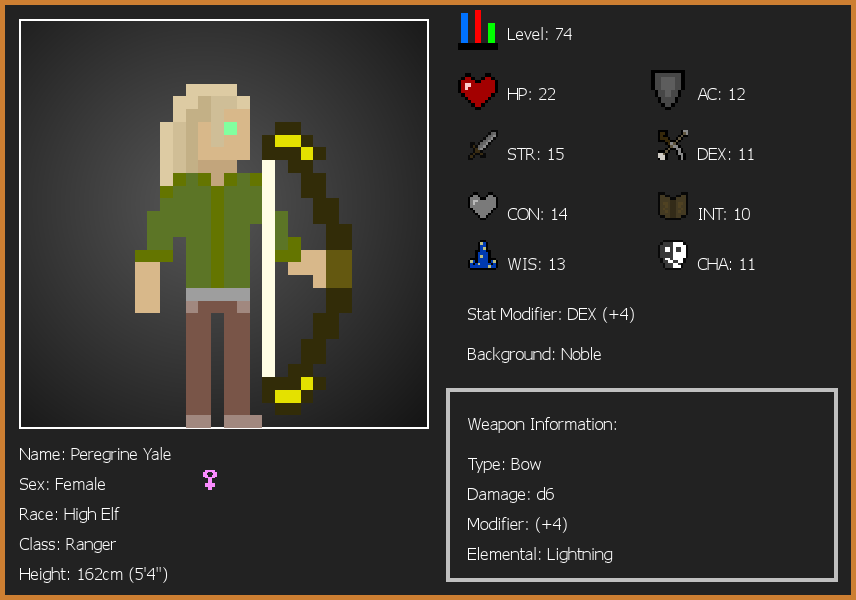 Level: 74
HP: 22
AC: 12
STR: 15
DEX: 11
CON: 14
INT: 10
WIS: 13
CHA: 11
Stat Modifier: DEX (+4)
Background: Noble
Weapon Information:
Type: Bow
Damage: d6
Modifier: (+4)
Elemental: Lightning
Name: Peregrine Yale
Sex: Female
Race: High Elf
Class: Ranger
Height: 162cm (5'4")